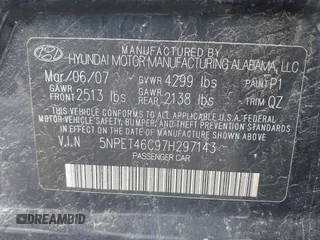 HYUNDAI MOTOR MANUFACTURING ALABAMA, LLC
Mar/06/07 GVWR 4299 lbs PAINT P1
GAWR FRONT 2513 lbs GAWR REAR 2138 lbs TRIM QZ
THIS VEHICLE CONFORMS TO ALL APPLICABLE U.S.A FEDERAL
MOTOR VEHICLE SAFETY, BUMPER, AND THEFT PREVENTION
STANDARDS IN EFFECT ON THE DATE OF MANUFACTURE SHOWN ABOVE.
V.I.N 5NPET46C97H297143
PASSENGER CAR
DREAMBID